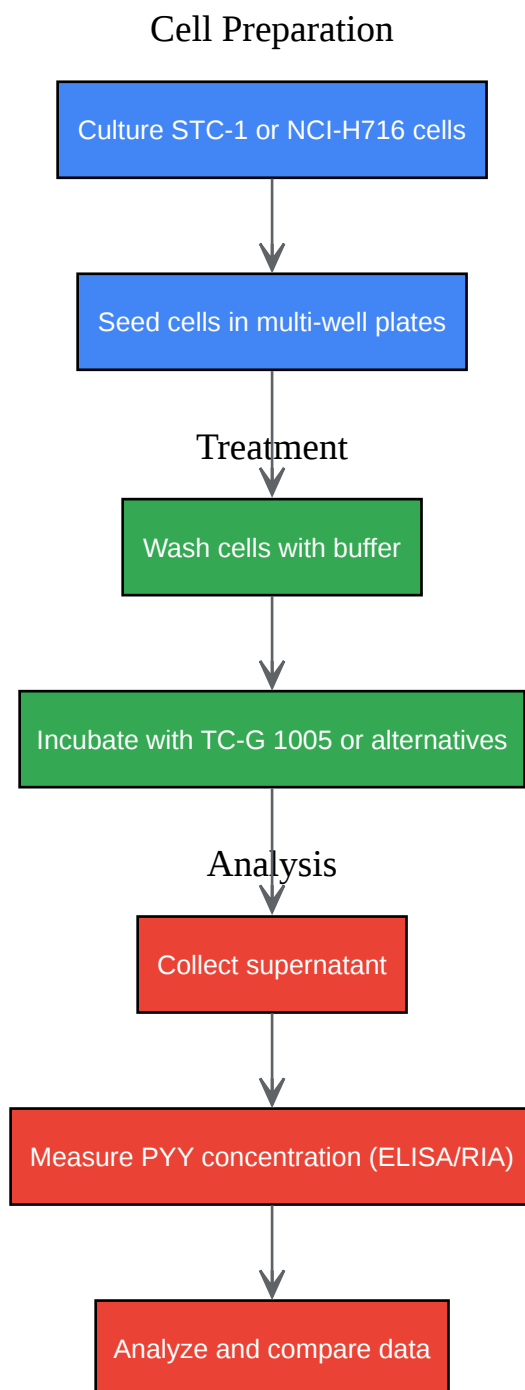 Cell Preparation
Culture STC-1 or NCI-H716 cells
Seed cells in multi-well plates
Treatment
Wash cells with buffer
Incubate with TC-G 1005 or alternatives
Analysis
Collect supernatant
Measure PYY concentration (ELISA/RIA)
Analyze and compare data